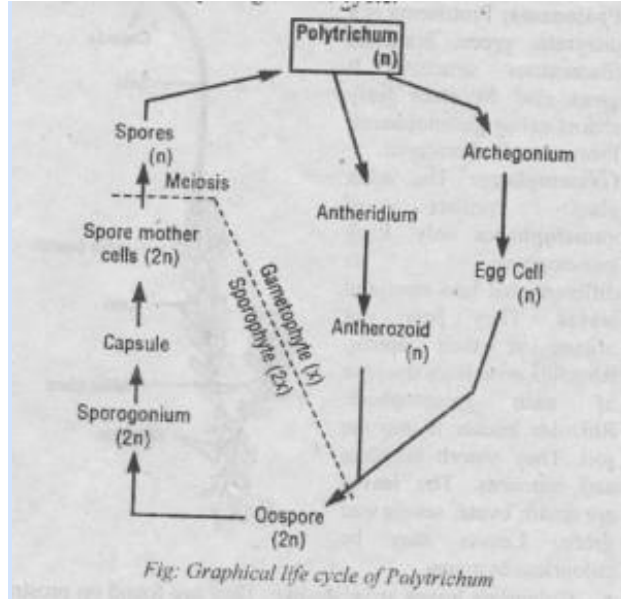 Polytrichum
(n)
Spores
(n)
Archegonium
Meiosis
Antheridium
Spore mother
cells (2n)
Egg Cell
(n)
Gametophyte (x)
Sporophyte (2x)
Antherozoid
(n)
Capsule
Sporogonium
(2n)
Oospore
(2n)
Fig: Graphical life cycle of Polytrichum